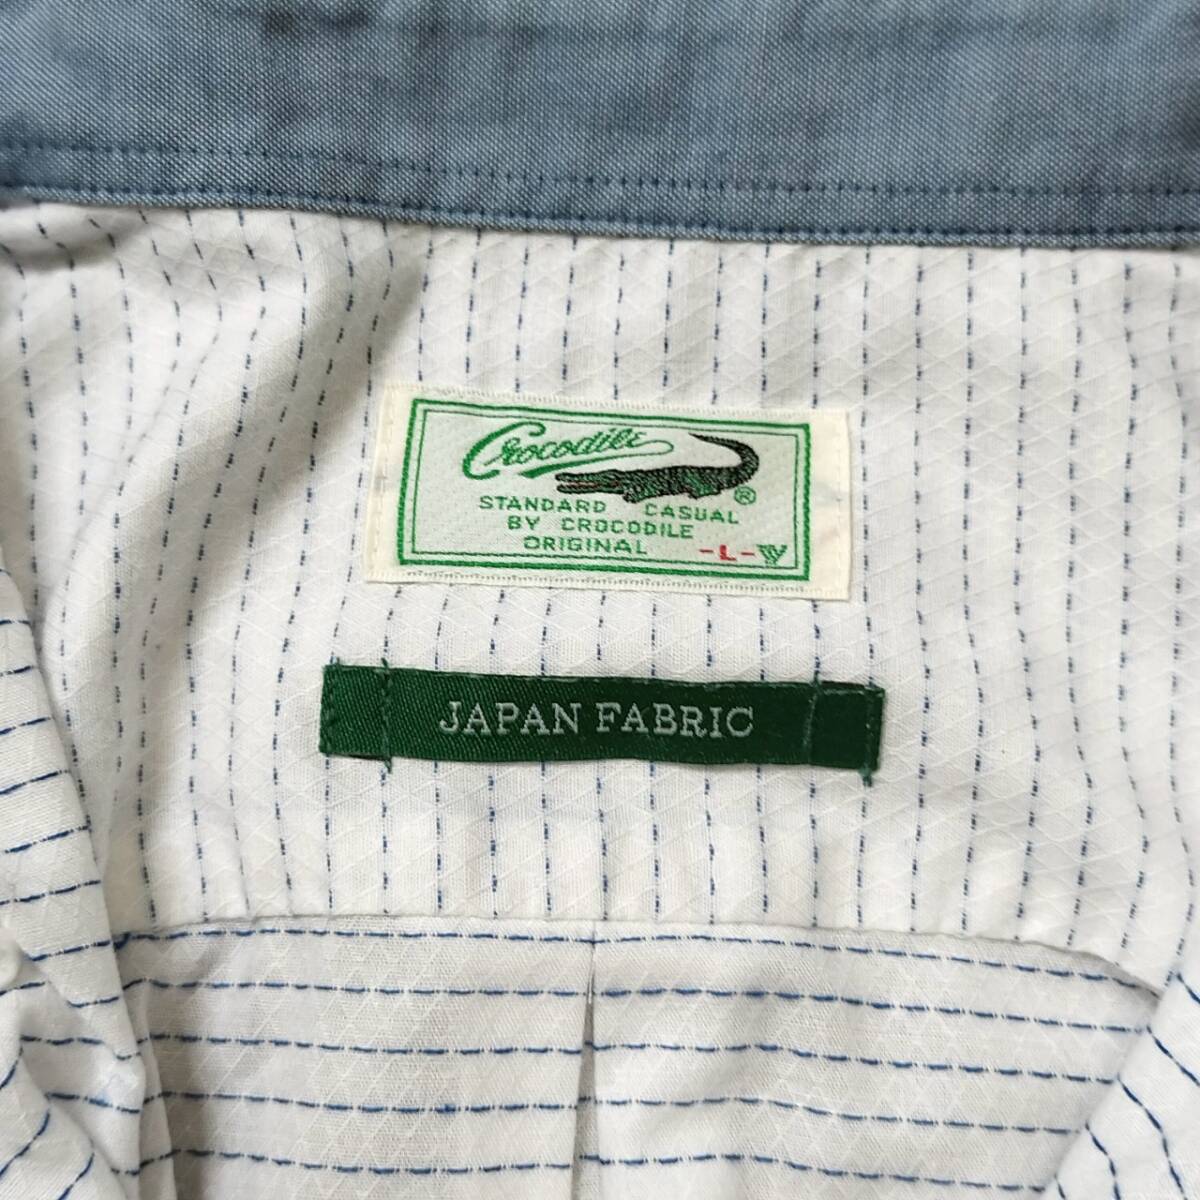 Crocodile
®
STANDARD CASUAL
BY CROCODILE
ORIGINAL -L-
JAPAN FABRIC